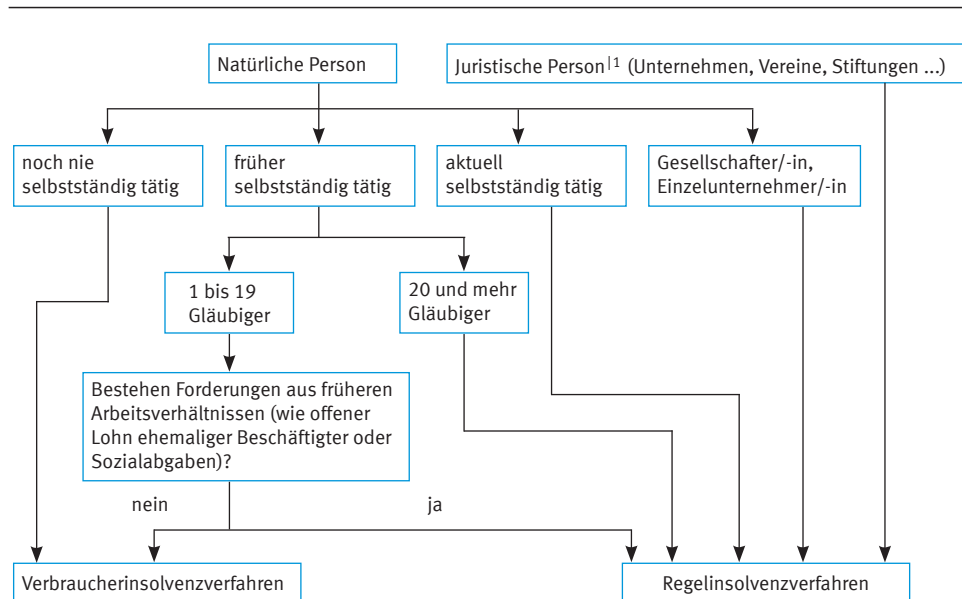 Natürliche Person
Juristische Person|1 (Unternehmen, Vereine, Stiftungen ...)
noch nie
selbstständig tätig
früher
selbstständig tätig
aktuell
selbstständig tätig
Gesellschafter/-in,
Einzelunternehmer/-in
1 bis 19
Gläubiger
20 und mehr
Gläubiger
Bestehen Forderungen aus früheren
Arbeitsverhältnissen (wie offener
Lohn ehemaliger Beschäftigter oder
Sozialabgaben)?
nein
ja
Verbraucherinsolvenzverfahren
Regelinsolvenzverfahren